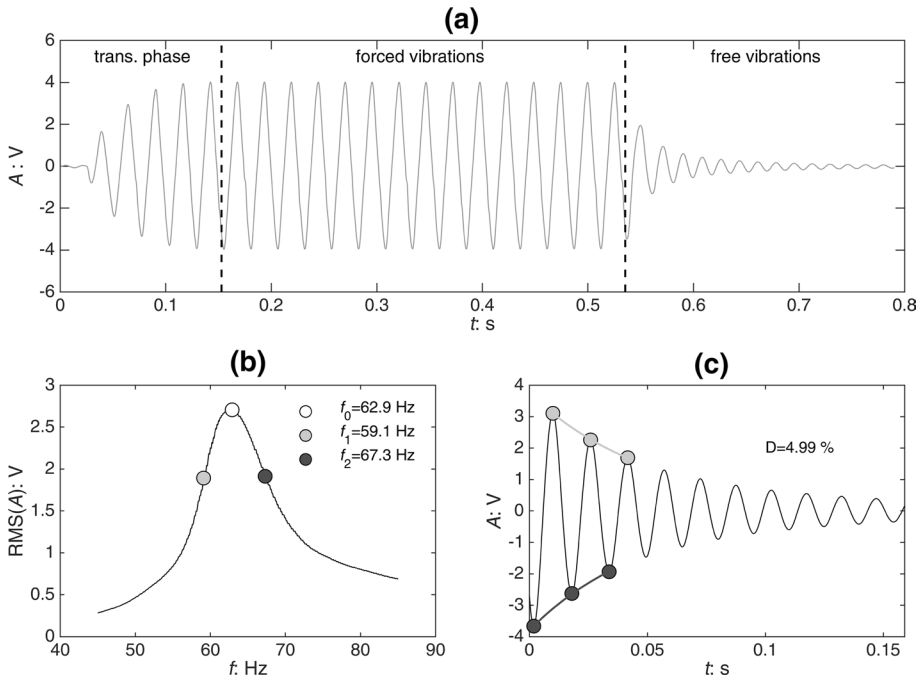 (a)
trans. phase forced vibrations free vibrations
6
4
2
0
-2
-4
-6
A: V
0 0.1 0.2 0.3 0.4 0.5 0.6 0.7 0.8
t: s
(b)
3
2.5
2
1.5
1
0.5
0
RMS(A): V
f0=62.9 Hz
f1=59.1 Hz
f2=67.3 Hz
40 50 60 70 80 90
f: Hz
(c)
4
3
2
1
0
-1
-2
-3
-4
A: V
D=4.99 %
0 0.05 0.1 0.15
t: s